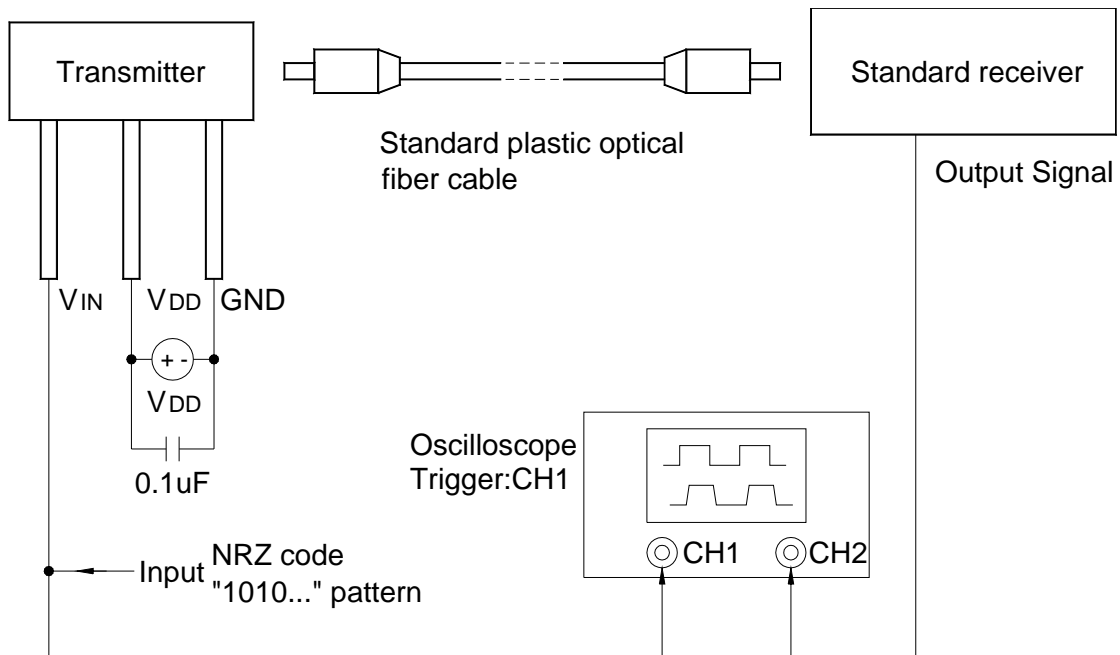 Transmitter
Standard receiver
Standard plastic optical
fiber cable
Output Signal
VIN
VDD
GND
+ -
VDD
0.1uF
Oscilloscope
Trigger:CH1
CH1
CH2
Input
NRZ code
"1010..." pattern